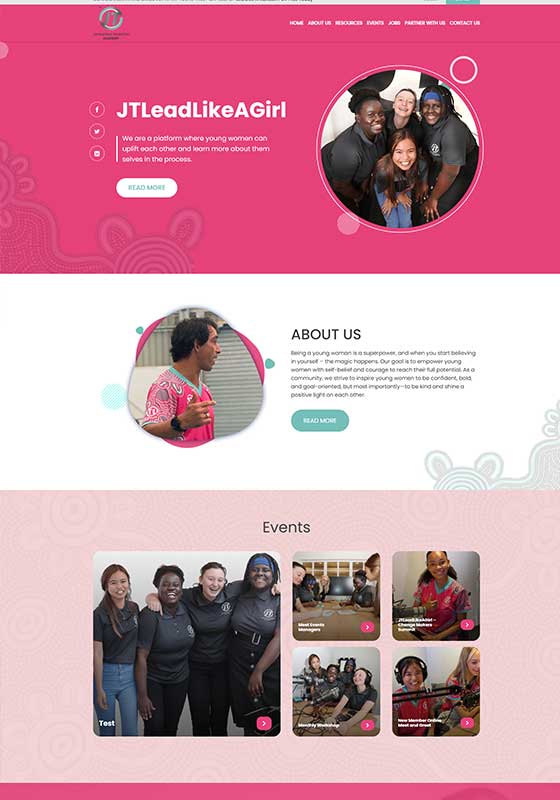 HOME ABOUT US RESOURCES EVENTS JOBS PARTNER WITH US CONTACT US
JTLeadLikeAGirl
We are a platform where young women can
uplift each other and learn more about them
selves in the process.
READ MORE
ABOUT US
Being a young woman is a superpower, and when you start believing
in yourself – the magic happens. Our goal is to empower young
women with self-belief and courage to reach their full potential. As a
community, we strive to inspire young women to be confident, bold,
and goal-oriented, but most importantly—to be kind and shine a
positive light on each other.
READ MORE
Events
Test
Meet Events
Managers
JTLeadLikeAGirl –
Change Makers
Summit
Monthly Workshop
New Member Online
Meet and Greet